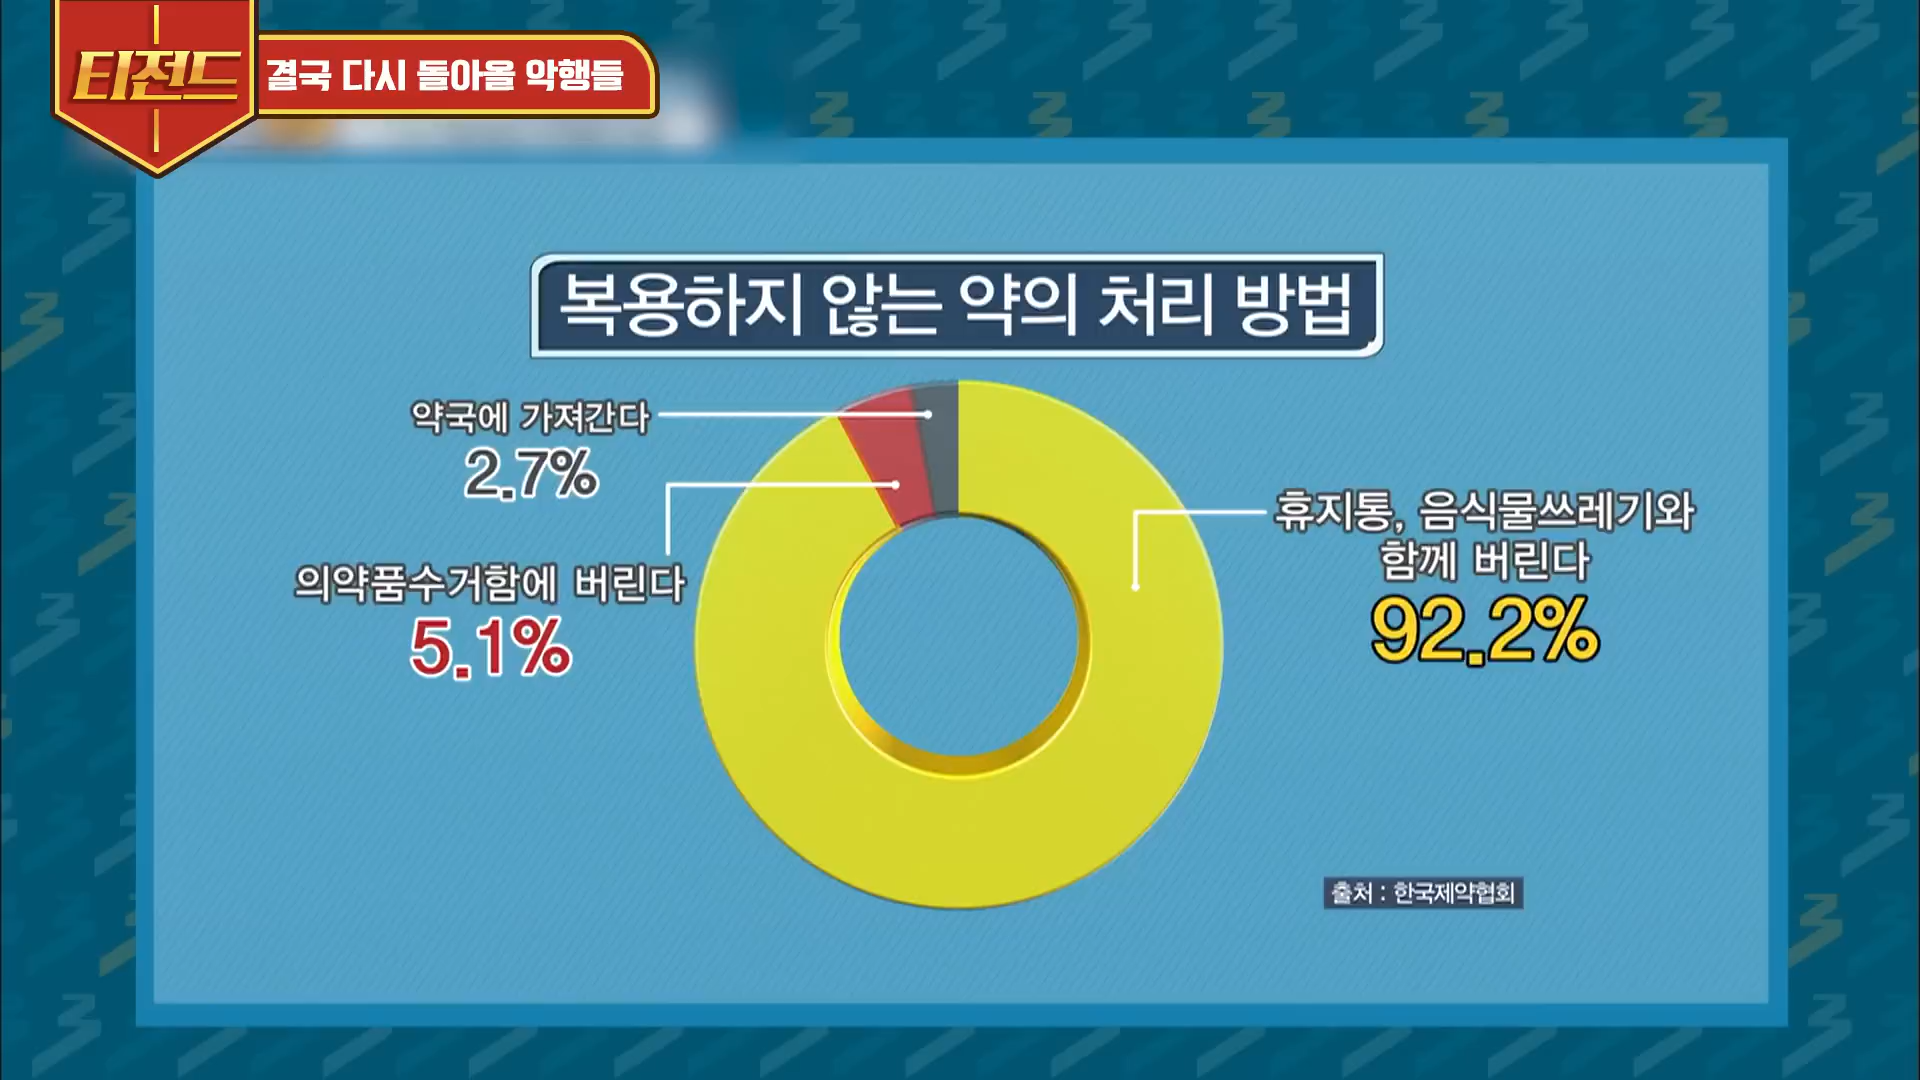 티전드
결국 다시 돌아올 악행들
복용하지 않는 약의 처리 방법
약국에 가져간다
2.7%
의약품수거함에 버린다
5.1%
휴지통, 음식물쓰레기와
함께 버린다
92.2%
출처 : 한국제약협회